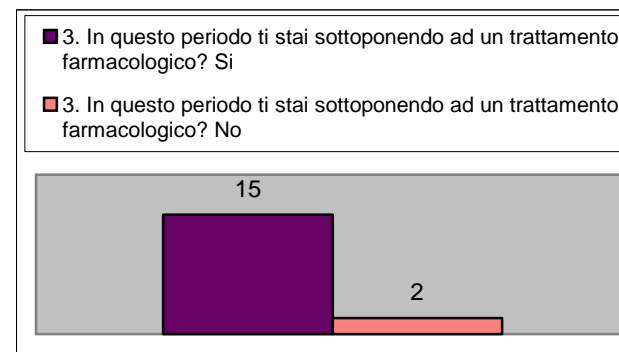 3. In questo periodo ti stai sottoponendo ad un trattamento
farmacologico? Si
3. In questo periodo ti stai sottoponendo ad un trattamento
farmacologico? No
15
2